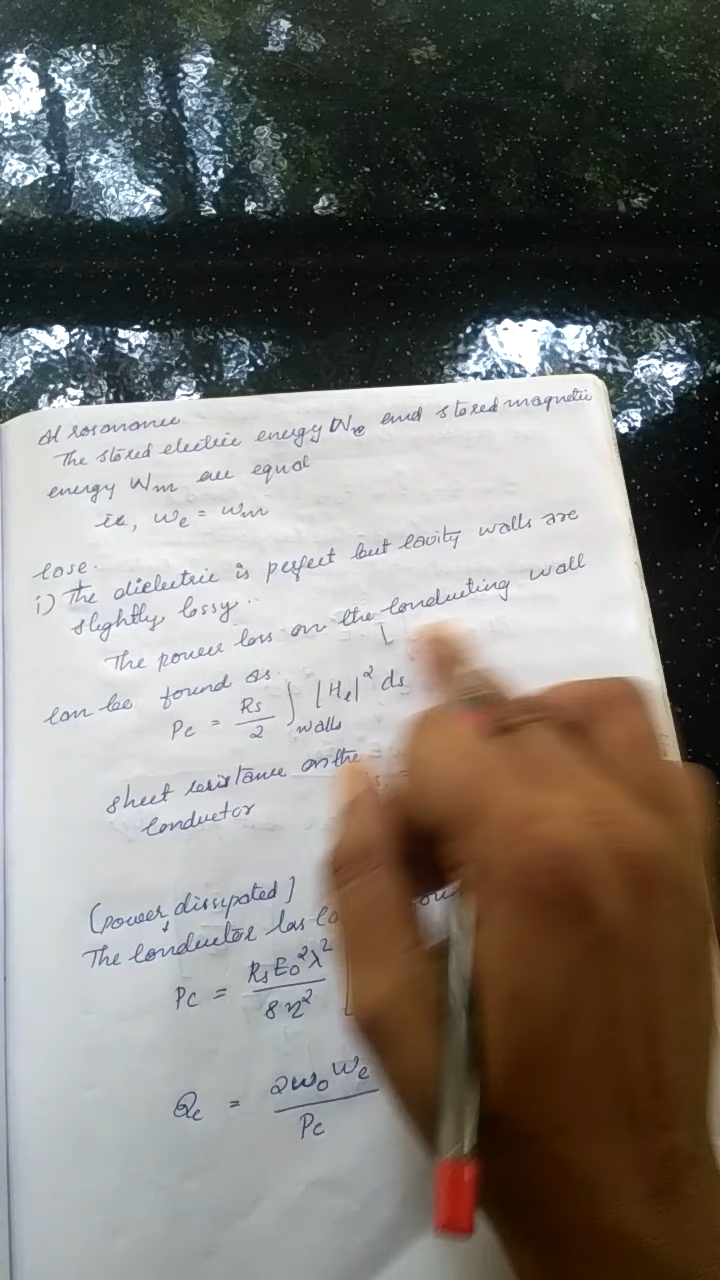 At resonance
The stored electric energy We and stored magnetic
energy Wm are equal
ie, We = Wm
Case.
i) The dielectric is perfect but cavity walls are
slightly lossy.
The power loss on the conducting wall
can be found as.
Pc = Rs/2 ∫walls |Ht|² ds
sheet resistance on the =
conductor
(power dissipated]
The conductor
Pc = RsE₀²λ²/8η² [
Qc = 2ω₀We/Pc